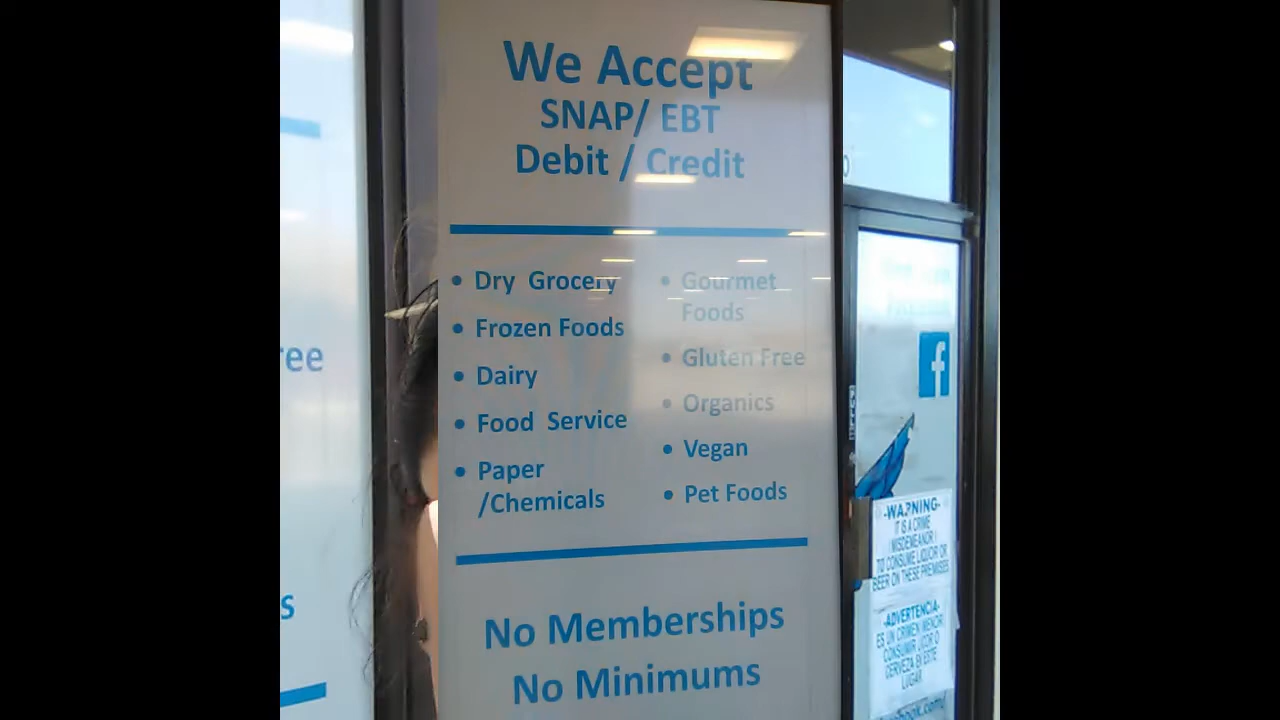 We Accept
SNAP/ EBT
Debit / Credit
• Dry Grocery
• Frozen Foods
• Dairy
• Food Service
• Paper
/Chemicals
• Gourmet
Foods
• Gluten Free
• Organics
• Vegan
• Pet Foods
No Memberships
No Minimums
ree
s
f
-WARNING-
IT IS A CRIME
(MISDEMEANOR)
TO CONSUME LIQUOR OR
BEER ON THESE PREMISES
-ADVERTENCIA-
ES UN CRIMEN MENOR
CONSUMIR LICOR O
CERVEZA EN ESTE
LUGAR
book.com/